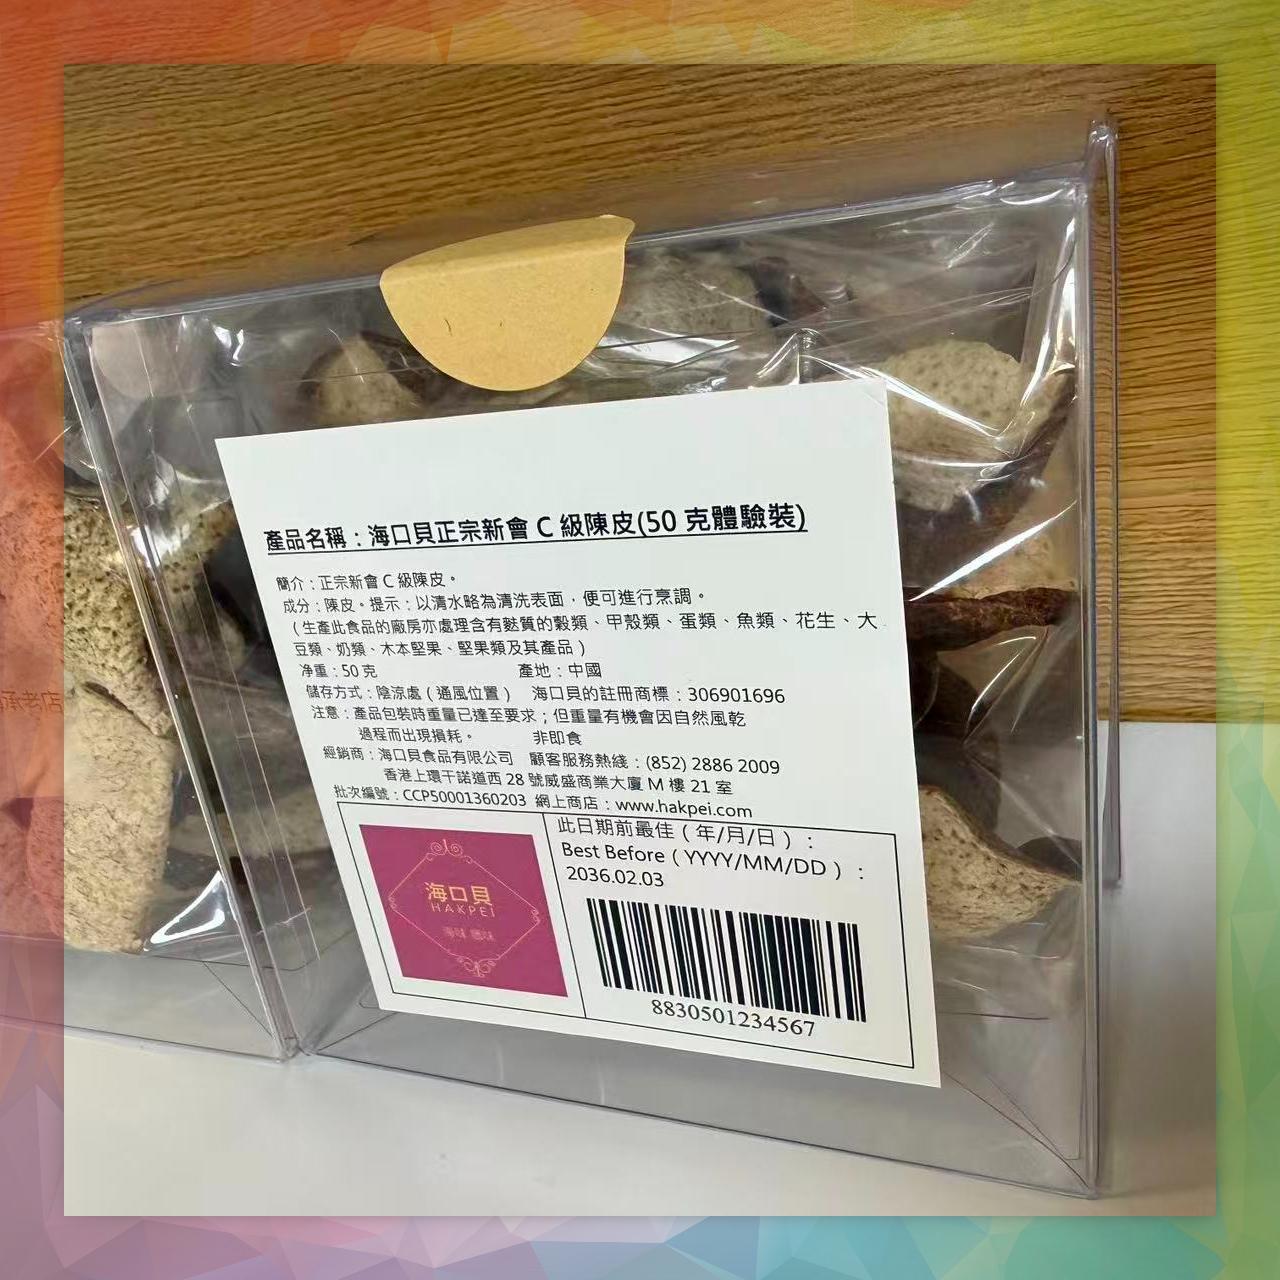 產品名稱：海口貝正宗新會 C 級陳皮(50 克體驗裝)
簡介：正宗新會 C 級陳皮。
成分：陳皮。提示：以清水略為清洗表面，便可進行烹調。
（生產此食品的廠房亦處理含有麩質的穀類、甲殼類、蛋類、魚類、花生、大
豆類、奶類、木本堅果、堅果類及其產品）
净重：50 克 產地：中國
儲存方式：陰涼處（通風位置） 海口貝的註冊商標：306901696
注意：產品包裝時重量已達至要求；但重量有機會因自然風乾
過程而出現損耗。 非即食
經銷商：海口貝食品有限公司 顧客服務熱綫：(852) 2886 2009
香港上環干諾道西 28 號威盛商業大廈 M 樓 21 室
批次編號：CCP50001360203 網上商店：www.hakpei.com
此日期前最佳（年/月/日）：
Best Before（YYYY/MM/DD）：
2036.02.03
海口貝
HAKPEI
8830501234567
承老店